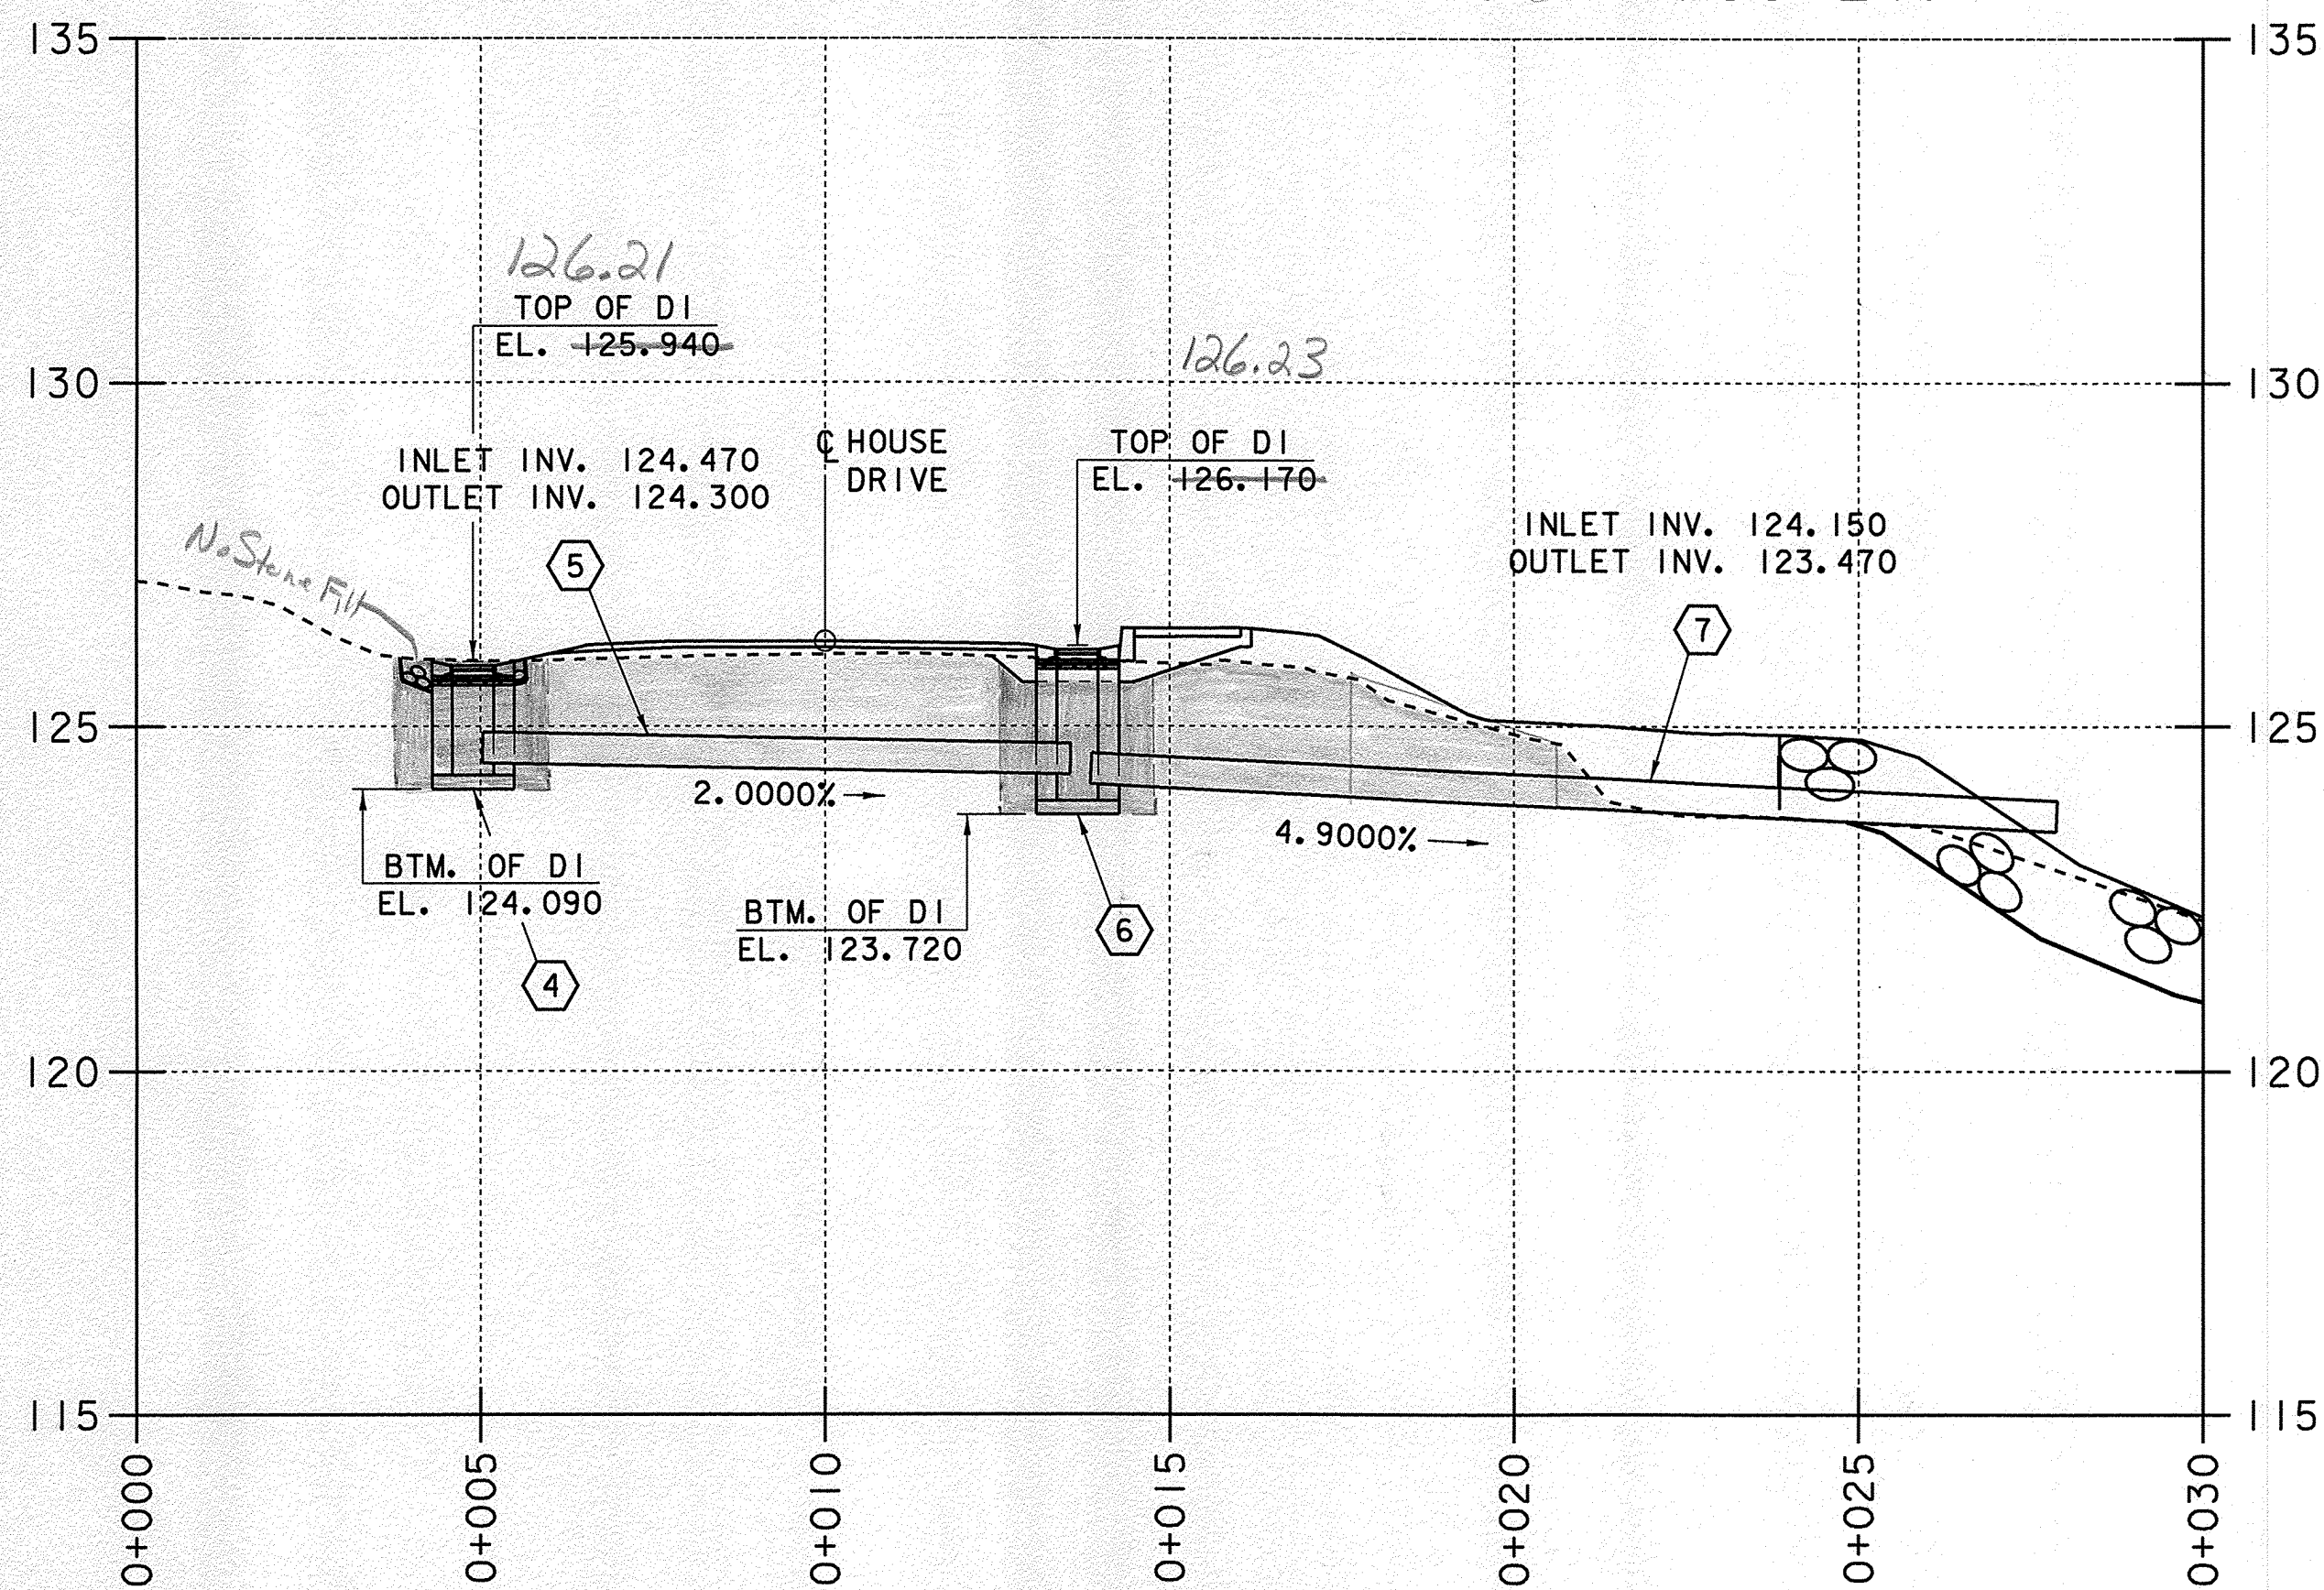 135
135
126.21
TOP OF DI
EL. 125.940
126.23
130
130
INLET INV. 124.470
OUTLET INV. 124.300
℄ HOUSE
DRIVE
TOP OF DI
EL. 126.170
INLET INV. 124.150
OUTLET INV. 123.470
No Stone Fill
5
7
125
125
2.0000%
4.9000%
BTM. OF DI
EL. 124.090
BTM. OF DI
EL. 123.720
6
4
120
120
115
115
0+000
0+005
0+010
0+015
0+020
0+025
0+030